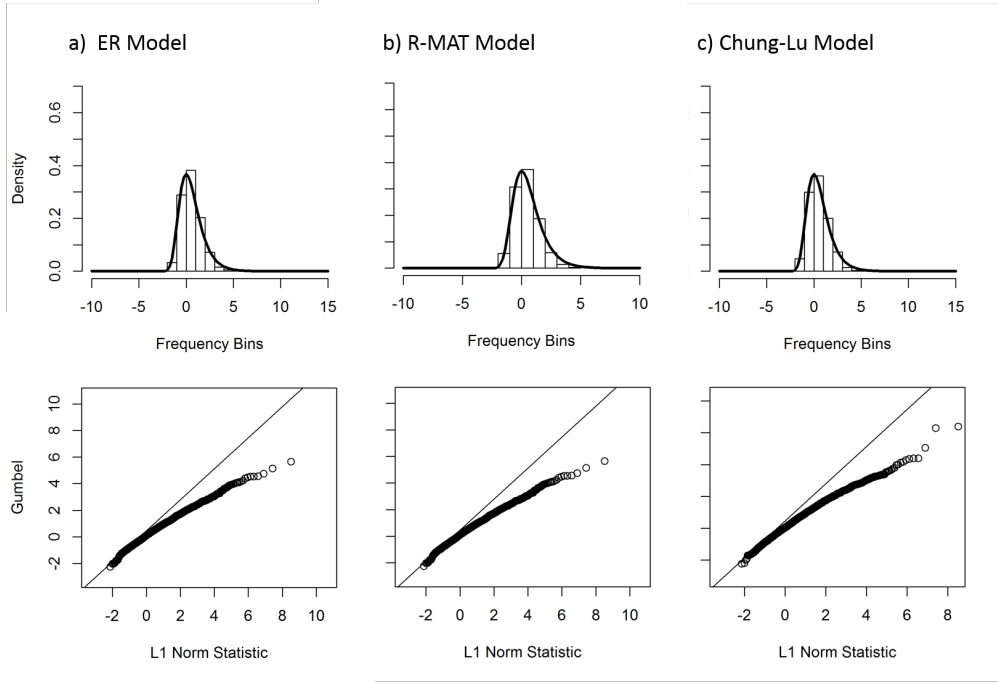 a) ER Model
b) R-MAT Model
c) Chung-Lu Model
Density
0.0 0.2 0.4 0.6
-10 -5 0 5 10 15
Frequency Bins
-10 -5 0 5 10
Frequency Bins
-10 -5 0 5 10 15
Frequency Bins
Gumbel
-2 0 2 4 6 8 10
-2 0 2 4 6 8 10
L1 Norm Statistic
-2 0 2 4 6 8 10
L1 Norm Statistic
-2 0 2 4 6 8
L1 Norm Statistic